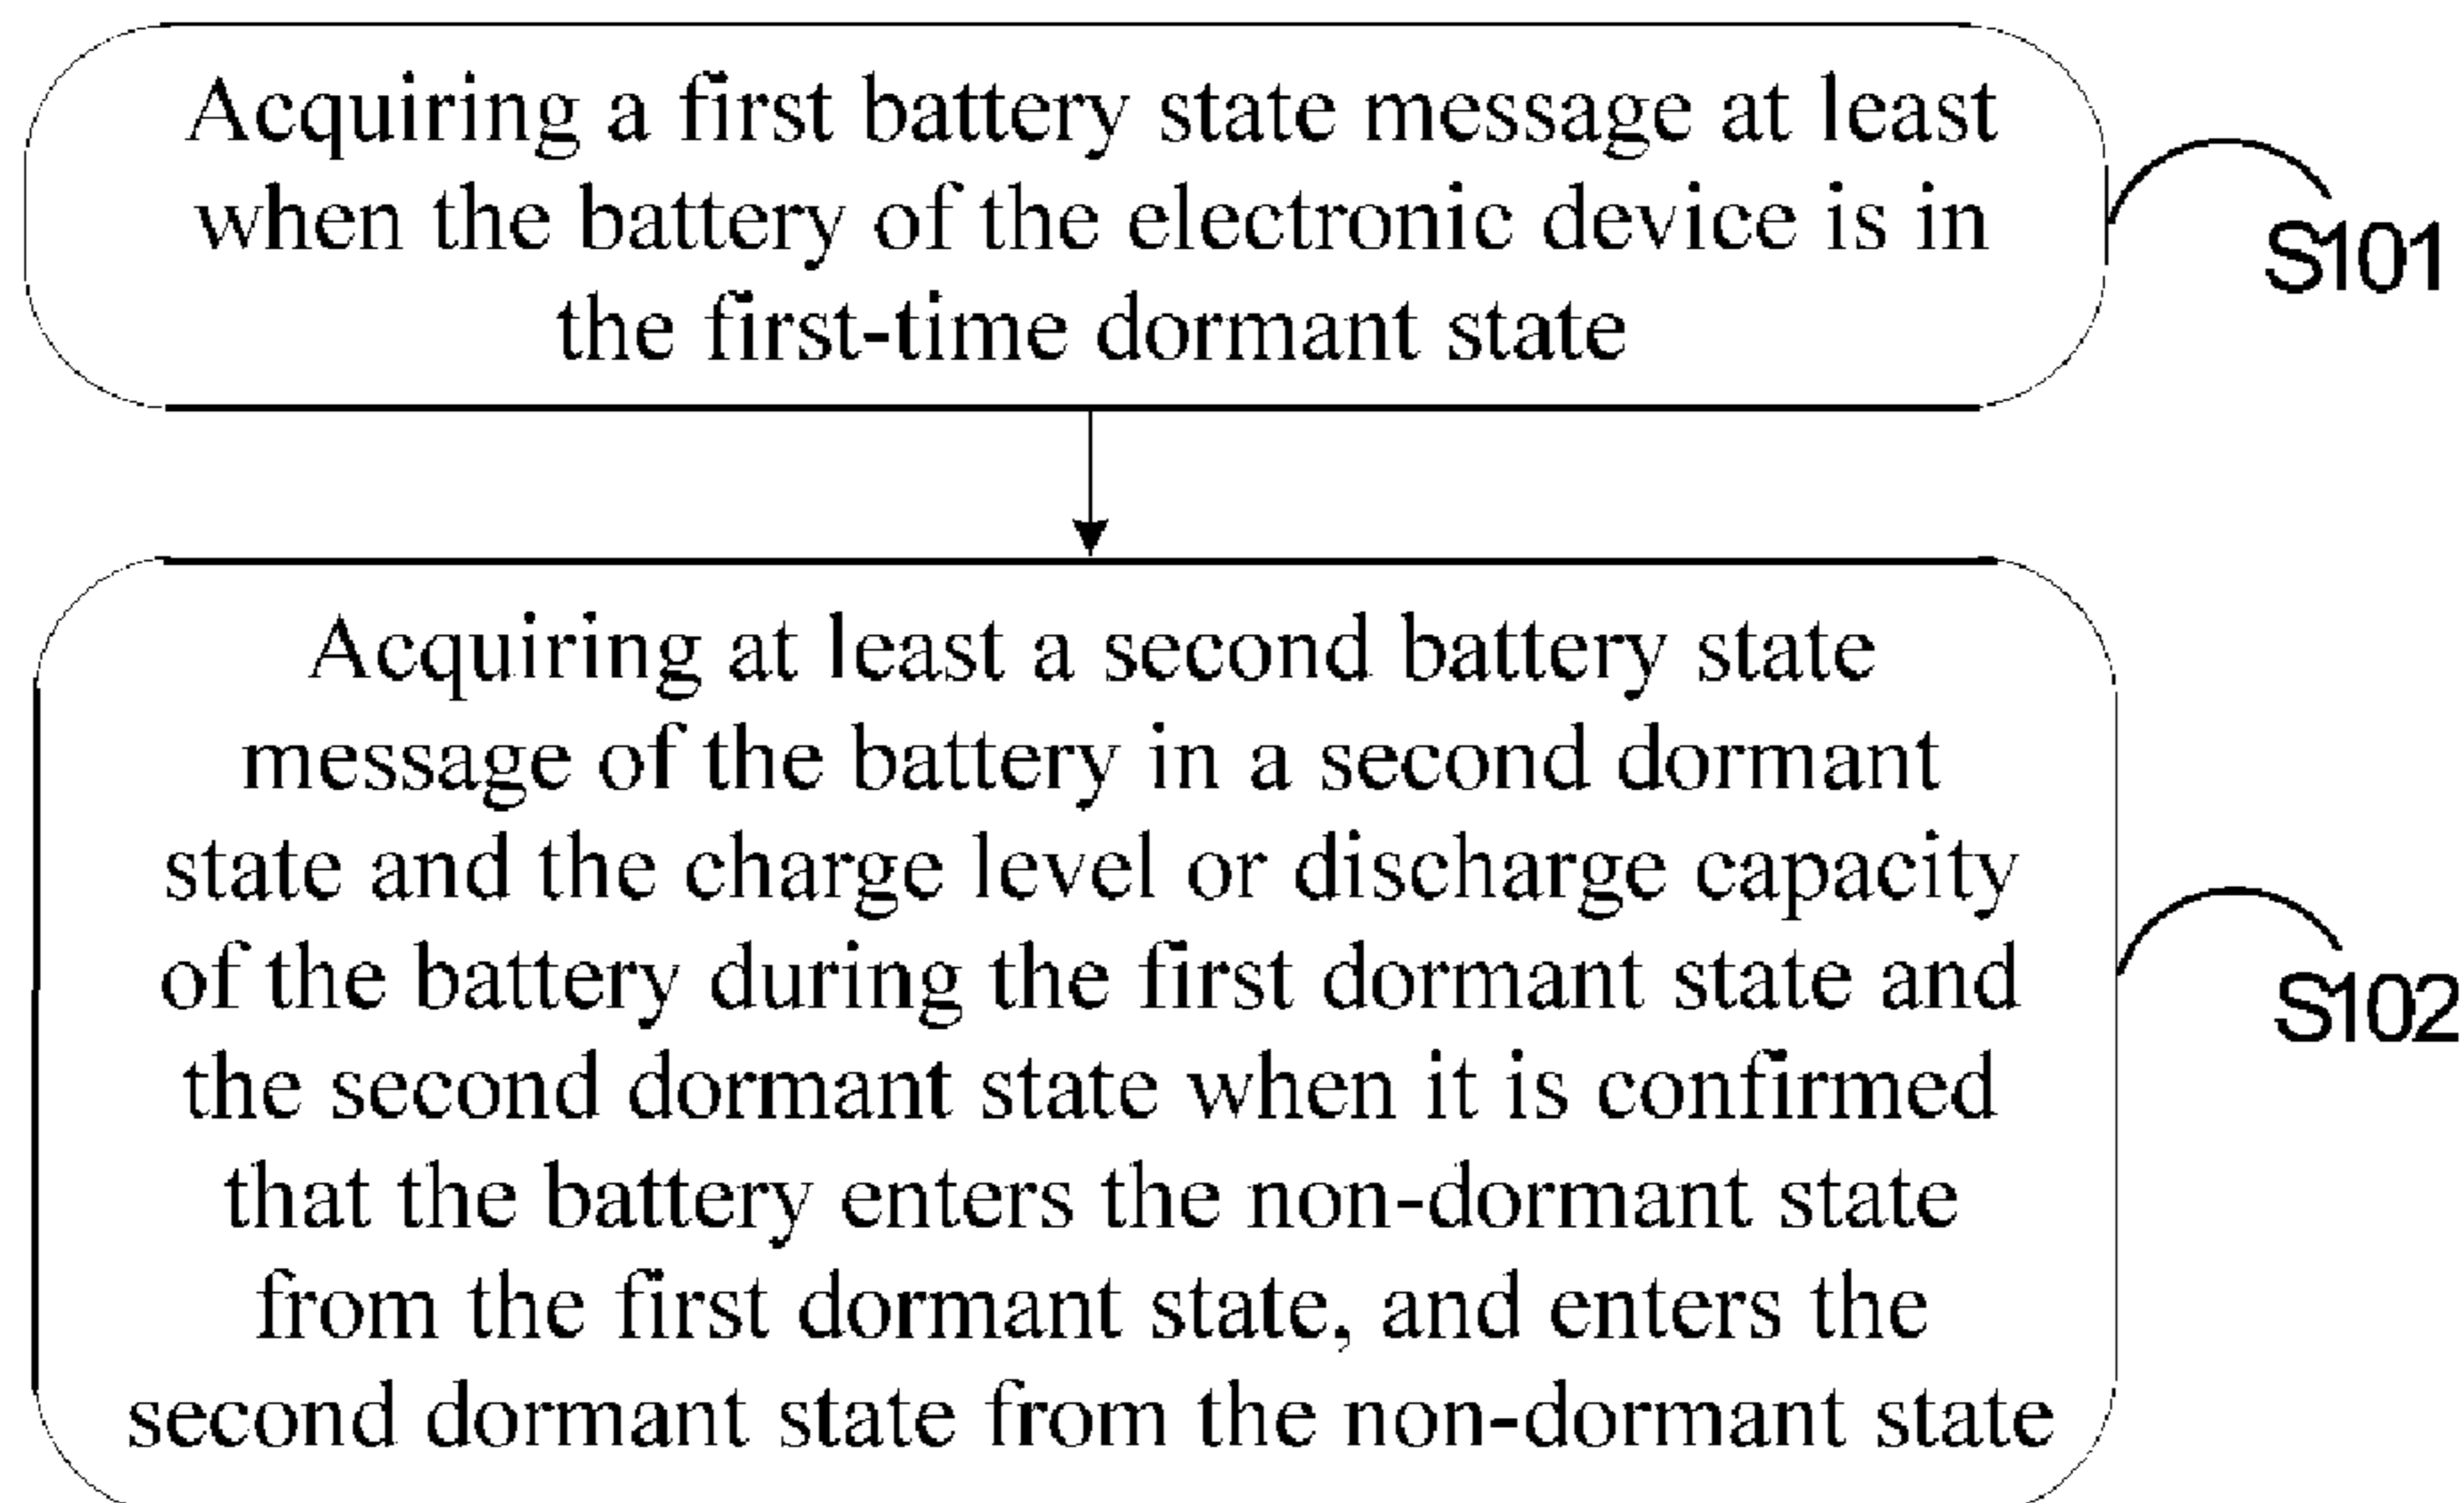 Acquiring a first battery state message at least
when the battery of the electronic device is in
the first-time dormant state
S101
Acquiring at least a second battery state
message of the battery in a second dormant
state and the charge level or discharge capacity
of the battery during the first dormant state and
the second dormant state when it is confirmed
that the battery enters the non-dormant state
from the first dormant state, and enters the
second dormant state from the non-dormant state
S102